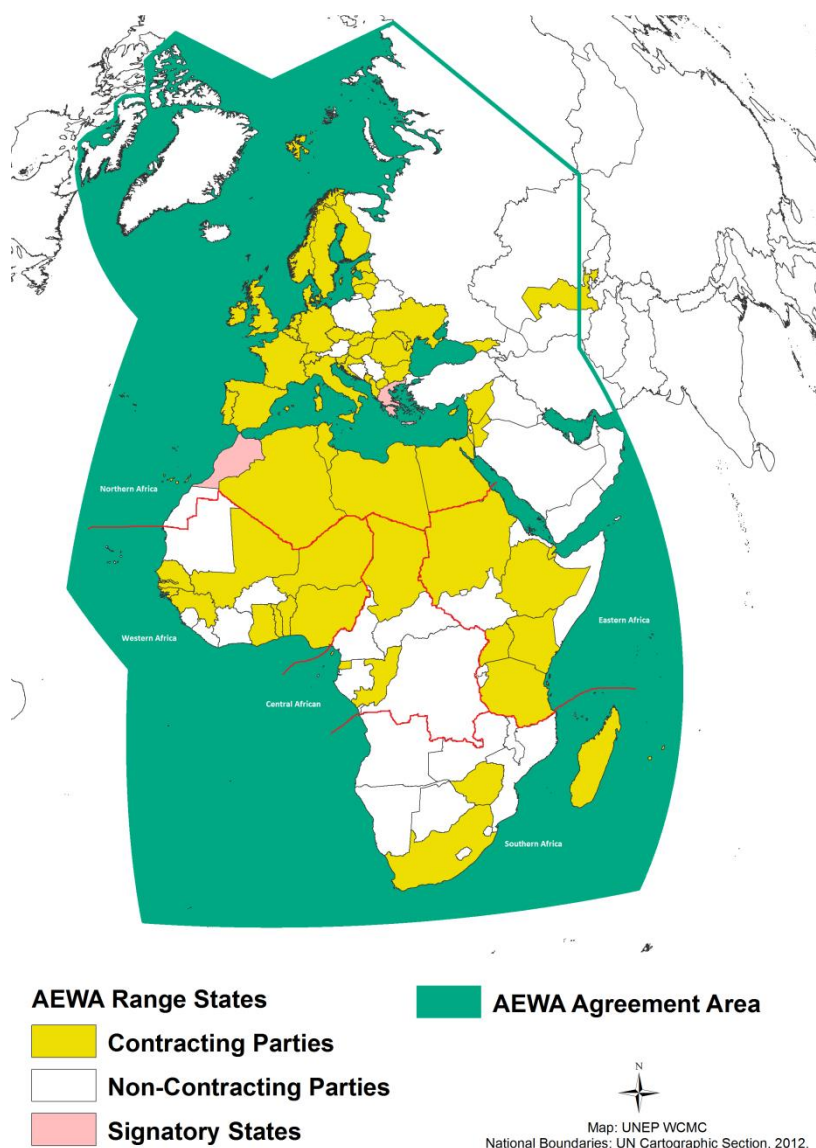 Northern Africa
Western Africa
Eastern Africa
Central African
Southern Africa
AEWA Range States
AEWA Agreement Area
Contracting Parties
Non-Contracting Parties
Signatory States
N
Map: UNEP WCMC
National Boundaries: UN Cartographic Section, 2012.